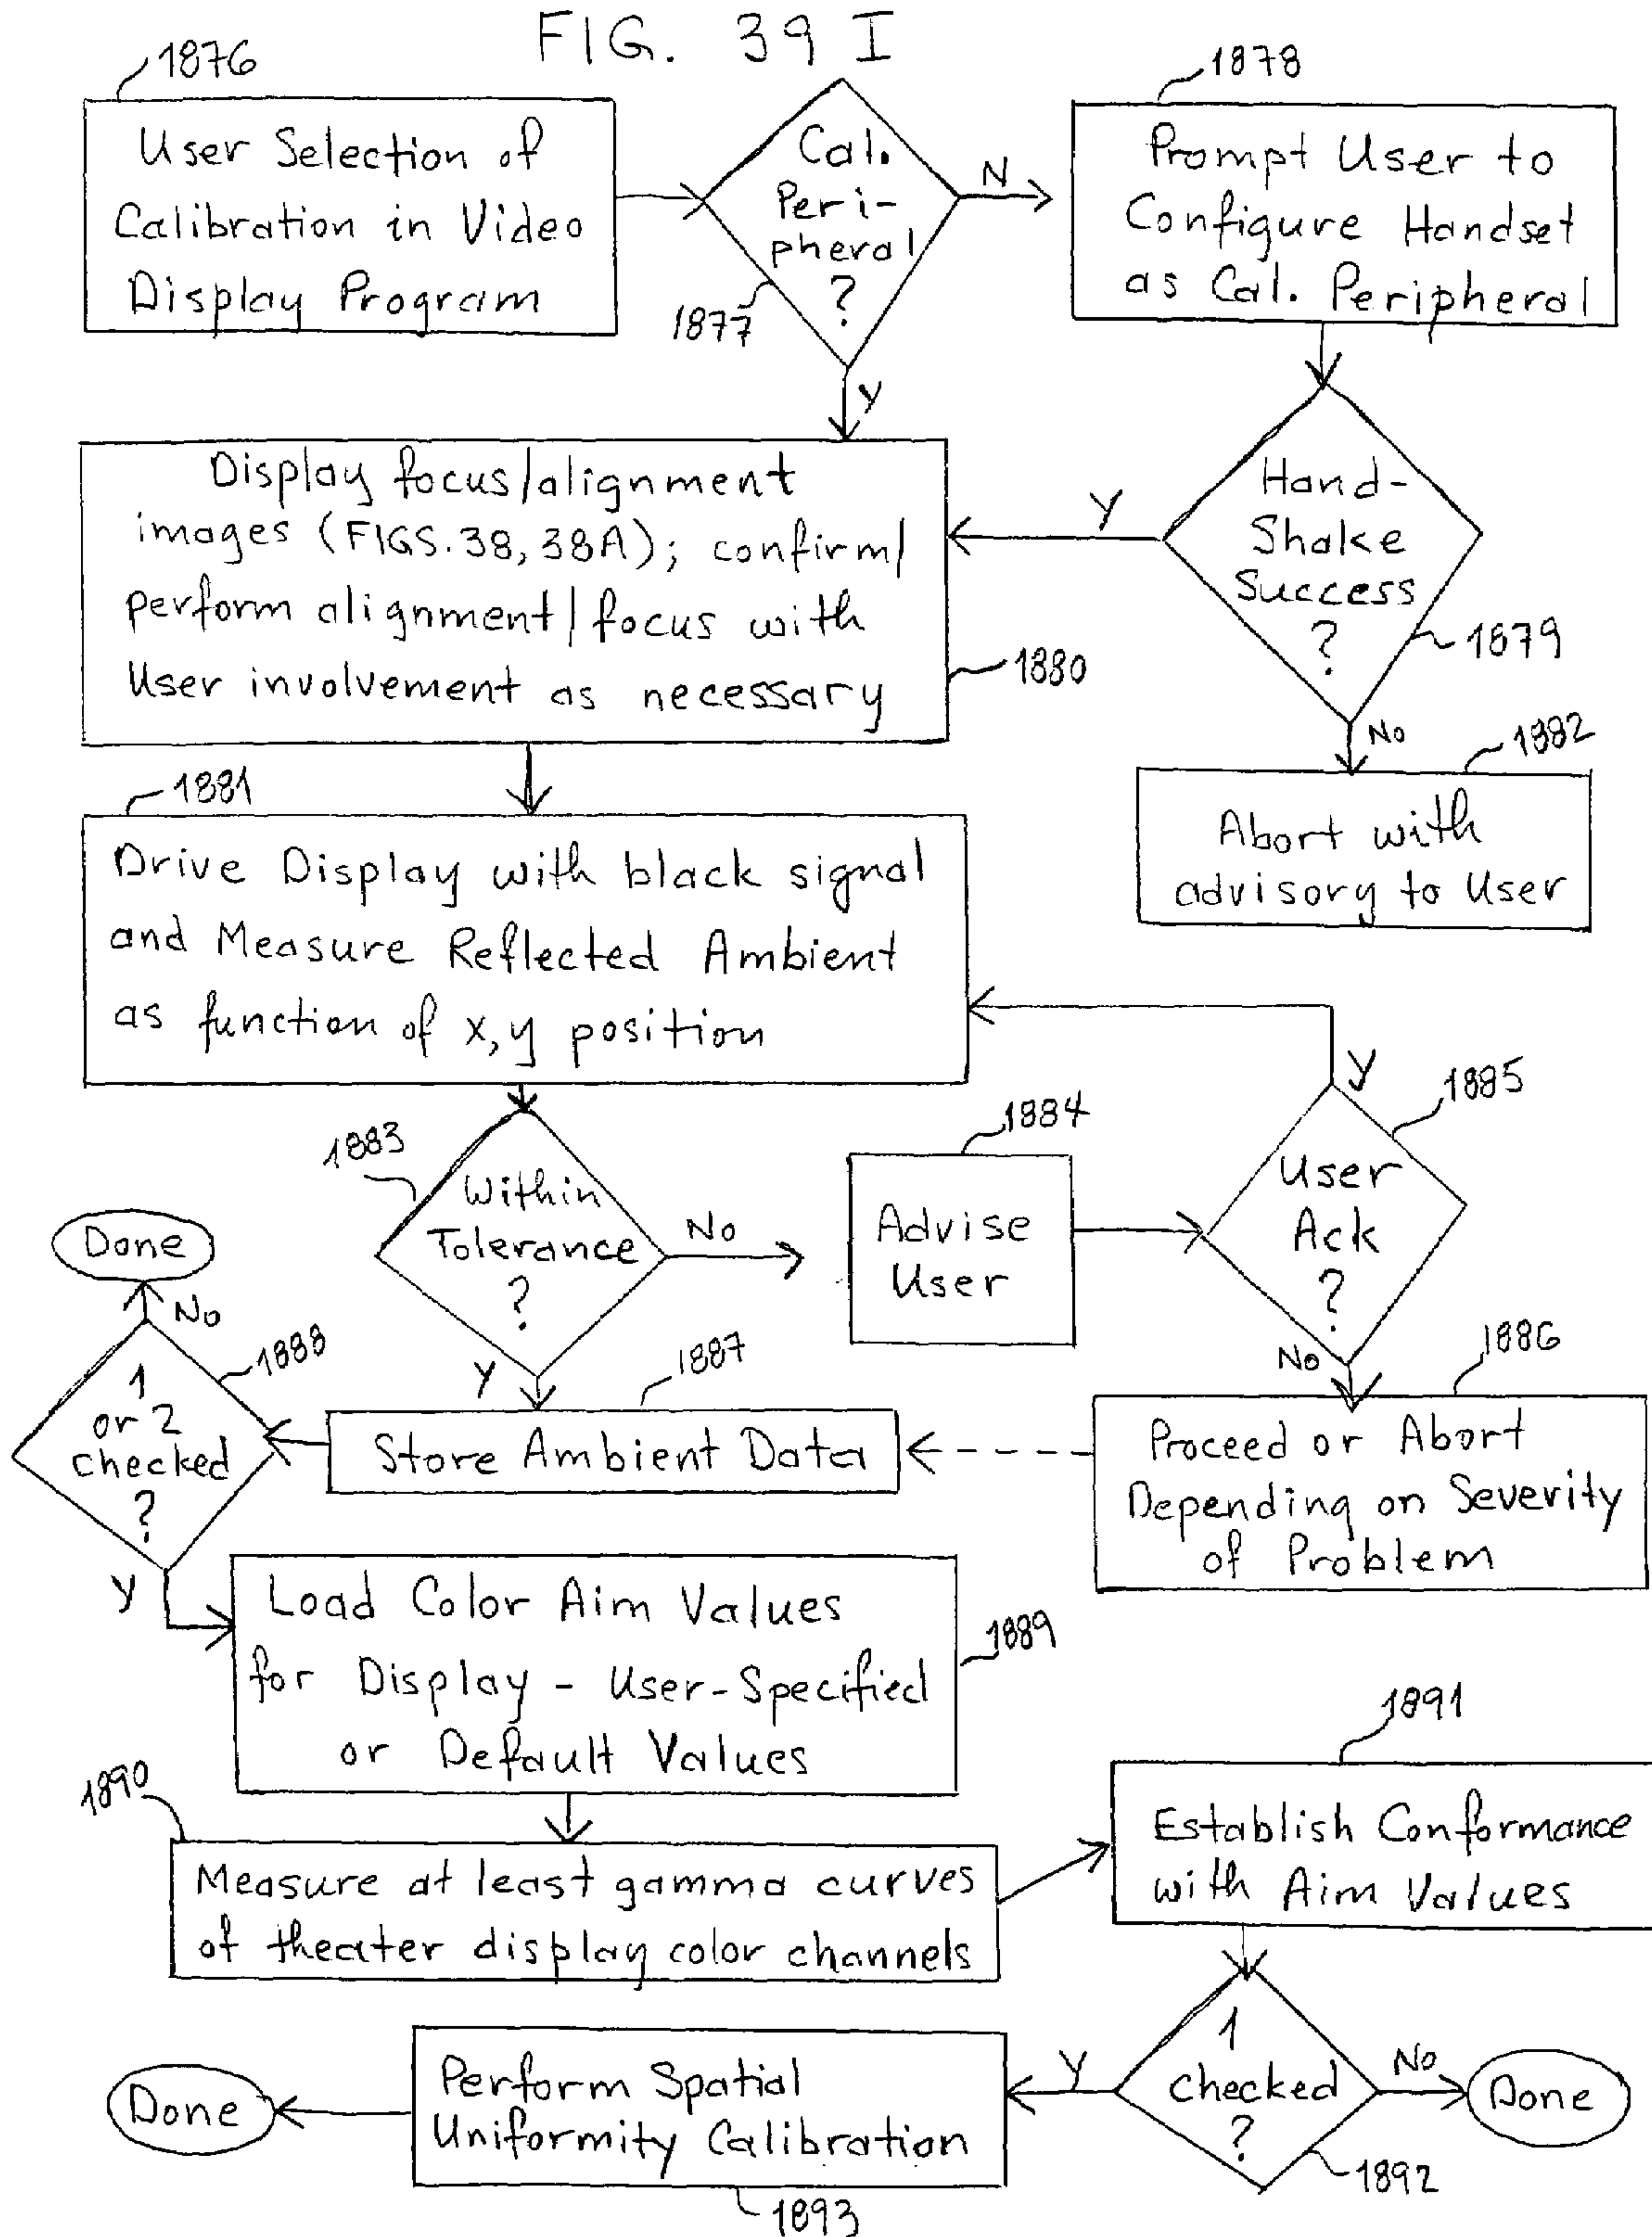 FIG. 39 I
1876
User Selection of
Calibration in Video
Display Program
Cal.
Peri-
pheral
?
1877
N
Y
1878
Prompt User to
Configure Handset
as Cal. Peripheral
Hand-
Shake
Success
?
1879
Y
No
Display focus/alignment
images (FIGS. 38, 38A); confirm/
perform alignment/focus with
User involvement as necessary
1880
1882
Abort with
advisory to User
1881
Drive Display with black signal
and Measure Reflected Ambient
as function of x,y position
1883
Within
Tolerance
?
No
Y
1884
Advise
User
1885
User
Ack
?
Y
No
1886
Proceed or Abort
Depending on Severity
of Problem
1887
Store Ambient Data
1888
1
or 2
checked
?
No
Done
Y
1889
Load Color Aim Values
for Display - User-Specified
or Default Values
1890
Measure at least gamma curves
of theater display color channels
1891
Establish Conformance
with Aim Values
1
checked
?
1892
No
Done
Y
Perform Spatial
Uniformity Calibration
1893
Done